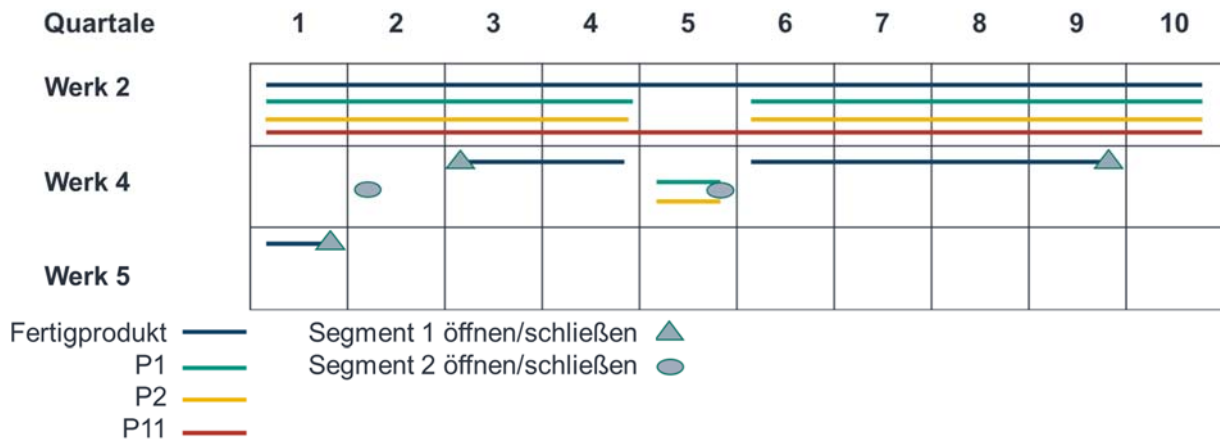 Quartale 1 2 3 4 5 6 7 8 9 10
Werk 2
Werk 4
Werk 5
Fertigprodukt Segment 1 öffnen/schließen
P1 Segment 2 öffnen/schließen
P2
P11